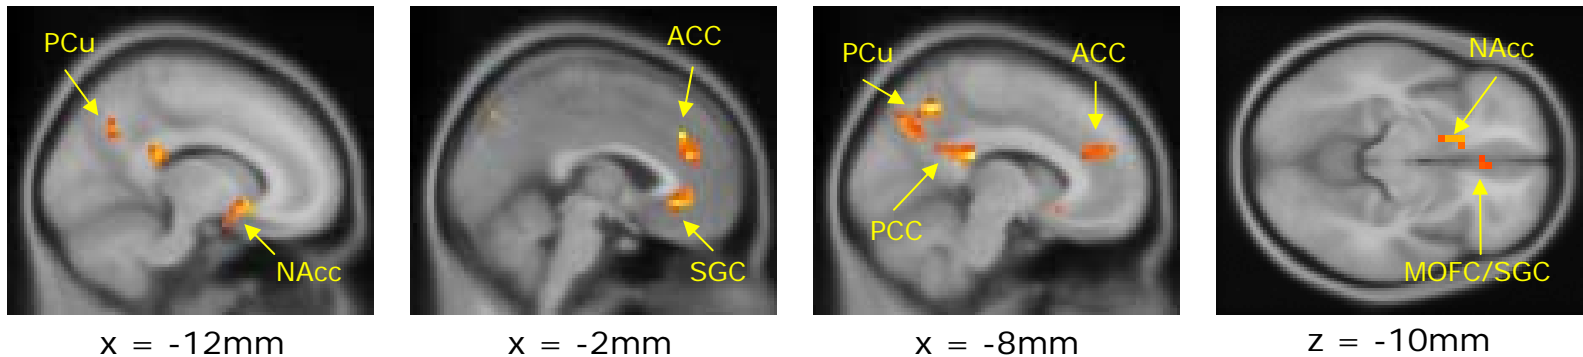 PCu
NAcc
x = -12mm
ACC
SGC
x = -2mm
PCu
ACC
PCC
x = -8mm
NAcc
MOFC/SGC
z = -10mm